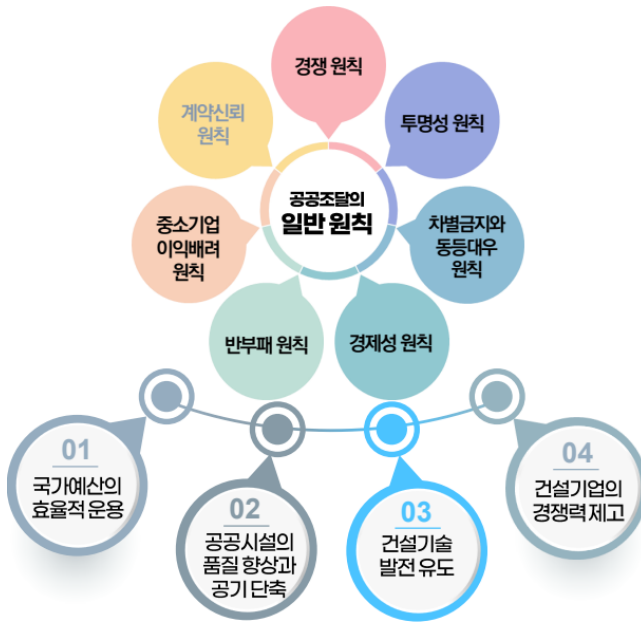 경쟁 원칙
계약신뢰
원칙
투명성 원칙
공공조달의
일반 원칙
중소기업
이익배려
원칙
차별금지와
동등대우
원칙
반부패 원칙
경제성 원칙
01
국가예산의
효율적 운용
02
공공시설의
품질 향상과
공기 단축
03
건설기술
발전 유도
04
건설기업의
경쟁력 제고